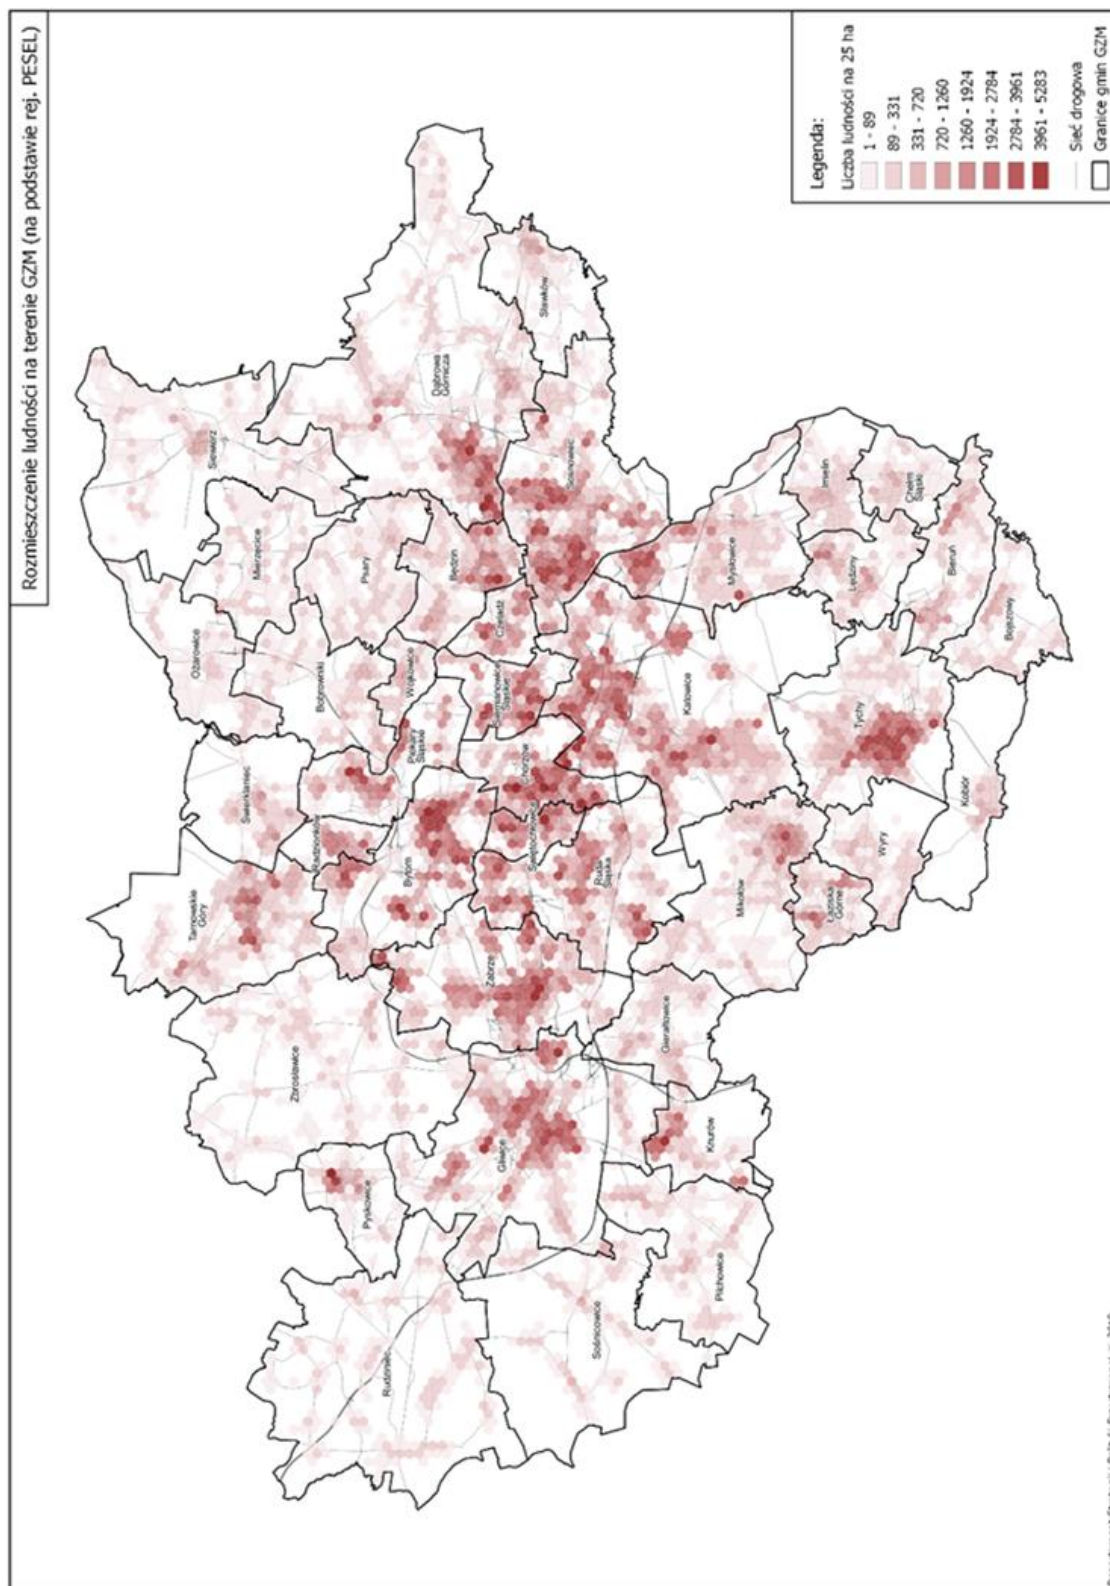 Rozmieszczenie ludności na terenie GZM (na podstawie rej. PESEL)
Siewierz
Ożarowice
Mierzęcice
Tarnowskie
Góry
Świerklaniec
Bobrowniki
Psary
Zbrosławice
Radzionków
Dąbrowa
Górnicza
Wojkowice
Będzin
Pyskowice
Piekary
Śląskie
Bytom
Rudziniec
Sławków
Siemianowice
Śląskie
Czeladź
Zabrze
Gliwice
Chorzów
Świętochłowice
Sosnowiec
Sośnicowice
Ruda
Śląska
Gierałtowice
Katowice
Knurów
Pilchowice
Mikołów
Mysłowice
Imielin
Łaziska
Górne
Lędziny
Tychy
Wyry
Chełm
Śląski
Bieruń
Kobiór
Bojszowy
Legenda:
Liczba ludności na 25 ha
1 - 89
89 - 331
331 - 720
720 - 1260
1260 - 1924
1924 - 2784
2784 - 3961
3961 - 5283
Sieć drogowa
Granice gmin GZM